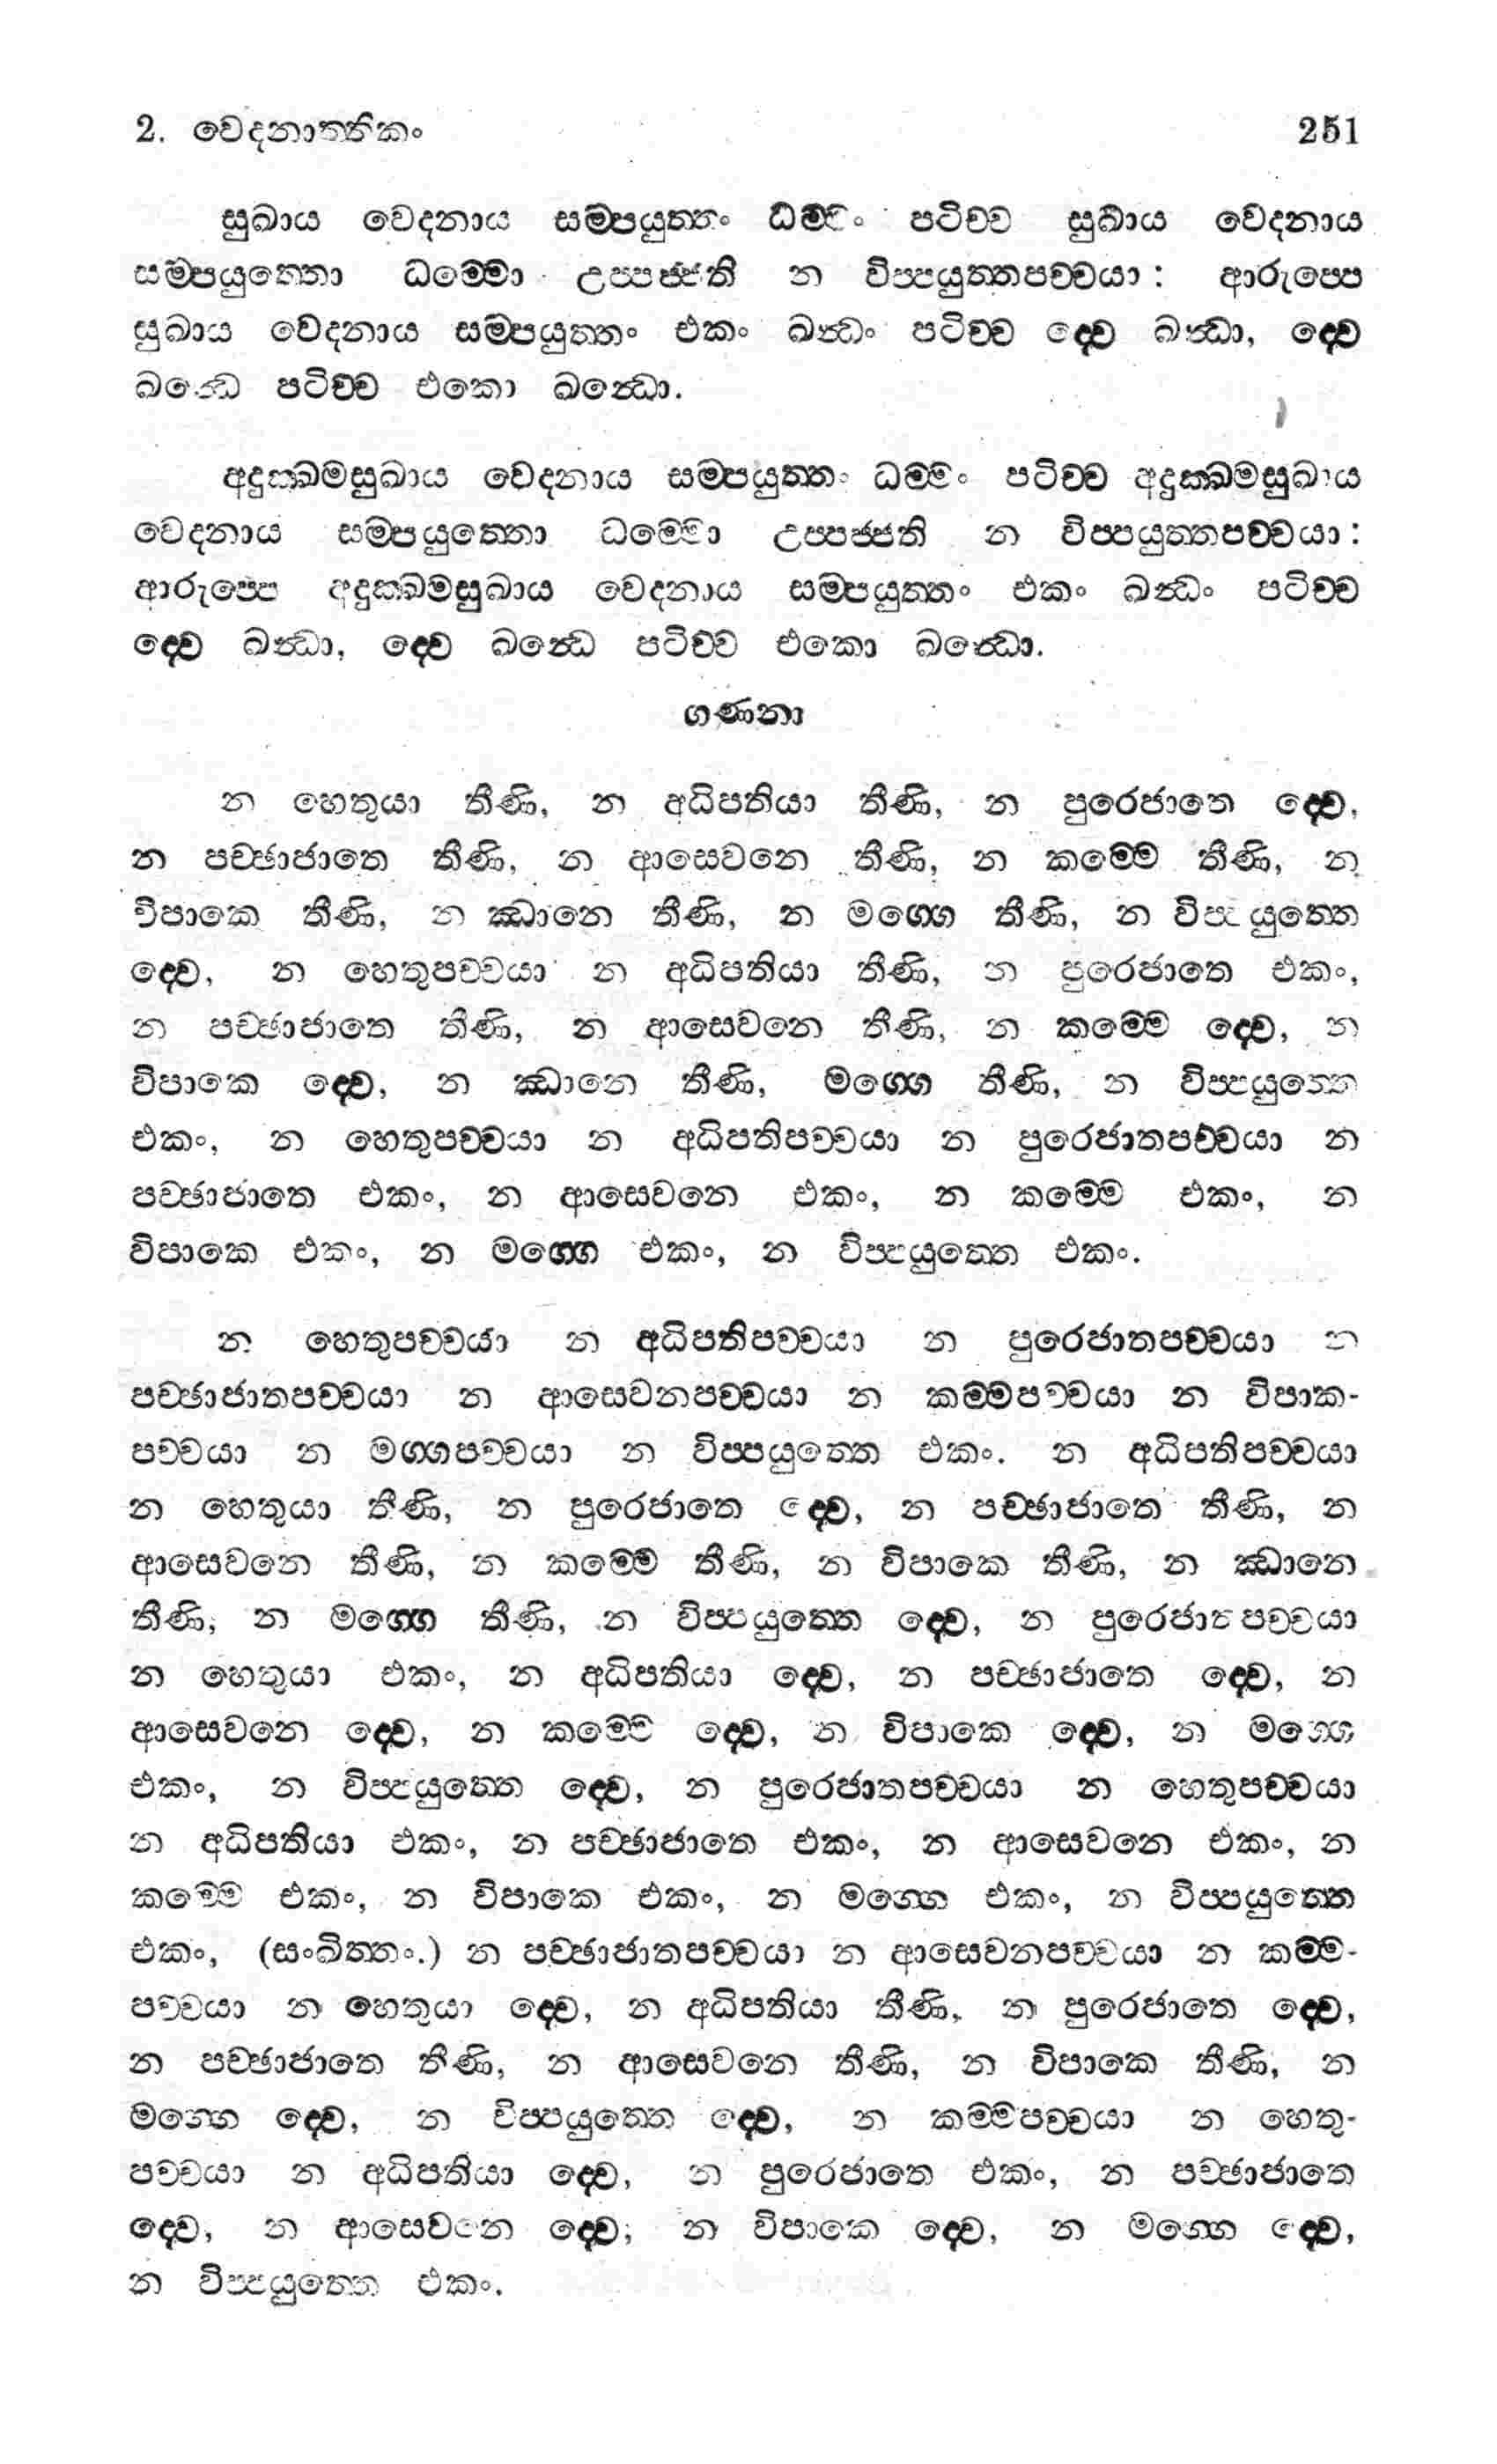 2. වෙදනාත්තිකං 251
සුඛාය වෙදනාය සම්පයුත්තං ධම්මං පටිච්ච සුඛාය වෙදනාය
සම්පයුත්තො ධම්මො උප්පජ්ජති න විප්පයුත්තපච්චයා : ආරුප්පෙ
සුඛාය වෙදනාය සම්පයුත්තං එකං ඛන්ධං පටිච්ච ද්වෙ ඛන්ධා, ද්වෙ
ඛන්ධෙ පටිච්ච එකො ඛන්ධො.
අදුක්ඛමසුඛාය වෙදනාය සම්පයුත්තං ධම්මං පටිච්ච අදුක්ඛමසුඛාය
වෙදනාය සම්පයුත්තො ධම්මො උප්පජ්ජති න විප්පයුත්තපච්චයා :
ආරුප්පෙ අදුක්ඛමසුඛාය වෙදනාය සම්පයුත්තං එකං ඛන්ධං පටිච්ච
ද්වෙ ඛන්ධා, ද්වෙ ඛන්ධෙ පටිච්ච එකො ඛන්ධො.
ගණනා
න හෙතුයා තීණි, න අධිපතියා තීණි, න පුරෙජාතෙ ද්වෙ,
න පච්ඡාජාතෙ තීණි, න ආසෙවනෙ තීණි, න කම්මෙ තීණි, න
විපාකෙ තීණි, න ඣානෙ තීණි, න මග්ගෙ තීණි, න විප්පයුත්තෙ
ද්වෙ, න හෙතුපච්චයා න අධිපතියා තීණි, න පුරෙජාතෙ එකං,
න පච්ඡාජාතෙ තීණි, න ආසෙවනෙ තීණි, න කම්මෙ ද්වෙ, න
විපාකෙ ද්වෙ, න ඣානෙ තීණි, මග්ගෙ තීණි, න විප්පයුත්තෙ
එකං, න හෙතුපච්චයා න අධිපතිපච්චයා න පුරෙජාතපච්චයා න
පච්ඡාජාතෙ එකං, න ආසෙවනෙ එකං, න කම්මෙ එකං, න
විපාකෙ එකං, න මග්ගෙ එකං, න විප්පයුත්තෙ එකං.
න හෙතුපච්චයා න අධිපතිපච්චයා න පුරෙජාතපච්චයා න
පච්ඡාජාතපච්චයා න ආසෙවනපච්චයා න කම්මපච්චයා න විපාක-
පච්චයා න මග්ගපච්චයා න විප්පයුත්තෙ එකං. න අධිපතිපච්චයා
න හෙතුයා තීණි, න පුරෙජාතෙ ද්වෙ, න පච්ඡාජාතෙ තීණි, න
ආසෙවනෙ තීණි, න කම්මෙ තීණි, න විපාකෙ තීණි, න ඣානෙ
තීණි, න මග්ගෙ තීණි, න විප්පයුත්තෙ ද්වෙ, න පුරෙජාතපච්චයා
න හෙතුයා එකං, න අධිපතියා ද්වෙ, න පච්ඡාජාතෙ ද්වෙ, න
ආසෙවනෙ ද්වෙ, න කම්මෙ ද්වෙ, න විපාකෙ ද්වෙ, න මග්ගෙ
එකං, න විප්පයුත්තෙ ද්වෙ, න පුරෙජාතපච්චයා න හෙතුපච්චයා
න අධිපතියා එකං, න පච්ඡාජාතෙ එකං, න ආසෙවනෙ එකං, න
කම්මෙ එකං, න විපාකෙ එකං, න මග්ගෙ එකං, න විප්පයුත්තෙ
එකං, (සංඛිත්තං.) න පච්ඡාජාතපච්චයා න ආසෙවනපච්චයා න කම්ම-
පච්චයා න හෙතුයා ද්වෙ, න අධිපතියා තීණි, න පුරෙජාතෙ ද්වෙ,
න පච්ඡාජාතෙ තීණි, න ආසෙවනෙ තීණි, න විපාකෙ තීණි, න
මග්ගෙ ද්වෙ, න විප්පයුත්තෙ ද්වෙ, න කම්මපච්චයා න හෙතු-
පච්චයා න අධිපතියා ද්වෙ, න පුරෙජාතෙ එකං, න පච්ඡාජාතෙ
ද්වෙ, න ආසෙවනෙ ද්වෙ, න විපාකෙ ද්වෙ, න මග්ගෙ ද්වෙ,
න විප්පයුත්තෙ එකං.